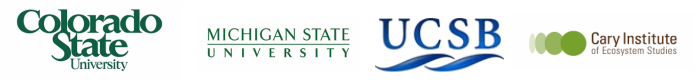 Colorado
State
University
MICHIGAN STATE
UNIVERSITY
UCSB
Cary Institute
of Ecosystem Studies